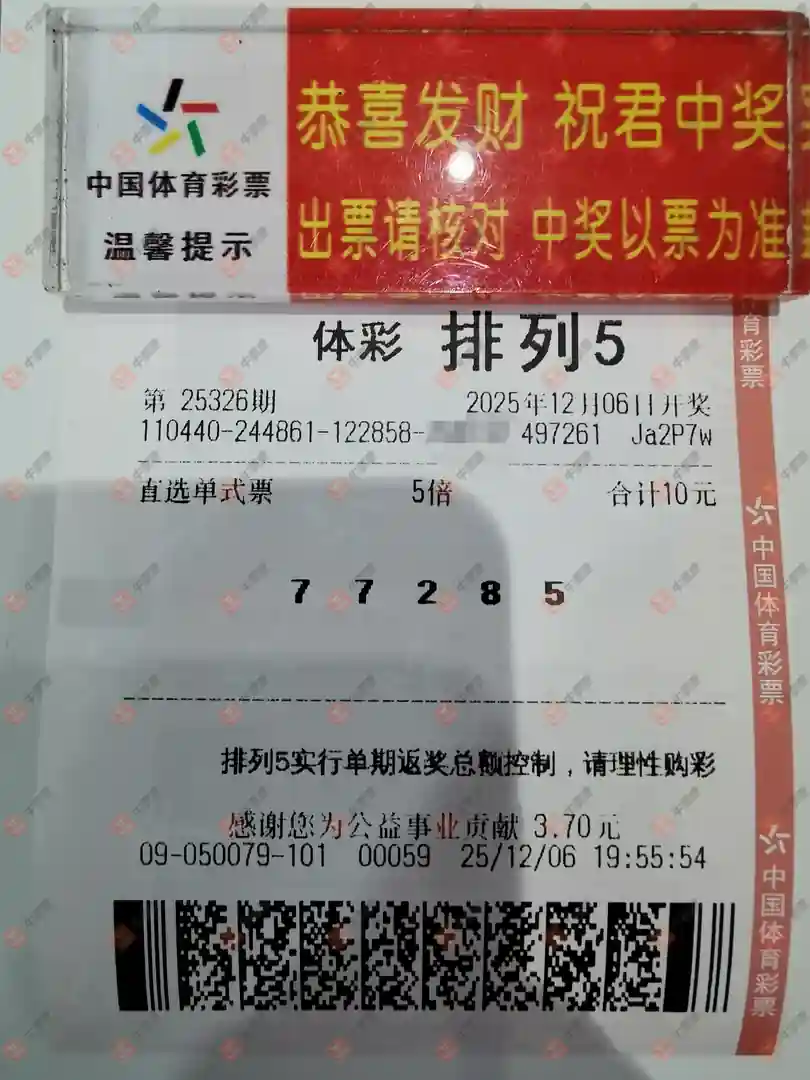 中国体育彩票
温馨提示
恭喜发财 祝君中奖
出票请核对 中奖以票为准
体彩 排列5
第 25326期 2025年12月06日开奖
110440-244861-122858- 497261 Ja2P7w
直选单式票 5倍 合计10元
7 7 2 8 5
排列5实行单期返奖总额控制，请理性购彩
感谢您为公益事业贡献 3.70元
09-050079-101 00059 25/12/06 19:55:54
育彩票
中国体育彩票
中国体育彩票